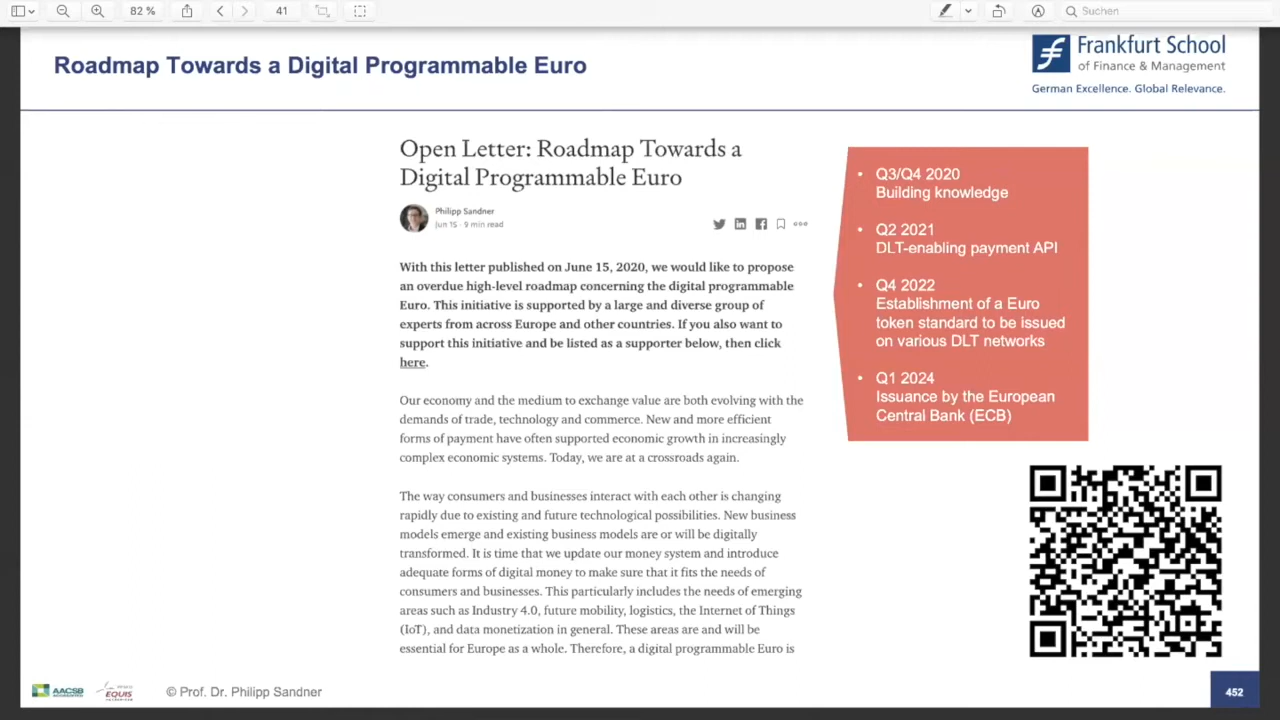 82 %
41
Suchen
Roadmap Towards a Digital Programmable Euro
Frankfurt School
of Finance & Management
German Excellence. Global Relevance.
Open Letter: Roadmap Towards a
Digital Programmable Euro
Philipp Sandner
Jun 15 · 9 min read
With this letter published on June 15, 2020, we would like to propose
an overdue high-level roadmap concerning the digital programmable
Euro. This initiative is supported by a large and diverse group of
experts from across Europe and other countries. If you also want to
support this initiative and be listed as a supporter below, then click
here.
Our economy and the medium to exchange value are both evolving with the
demands of trade, technology and commerce. New and more efficient
forms of payment have often supported economic growth in increasingly
complex economic systems. Today, we are at a crossroads again.
The way consumers and businesses interact with each other is changing
rapidly due to existing and future technological possibilities. New business
models emerge and existing business models are or will be digitally
transformed. It is time that we update our money system and introduce
adequate forms of digital money to make sure that it fits the needs of
consumers and businesses. This particularly includes the needs of emerging
areas such as Industry 4.0, future mobility, logistics, the Internet of Things
(IoT), and data monetization in general. These areas are and will be
essential for Europe as a whole. Therefore, a digital programmable Euro is
• Q3/Q4 2020
Building knowledge
• Q2 2021
DLT-enabling payment API
• Q4 2022
Establishment of a Euro
token standard to be issued
on various DLT networks
• Q1 2024
Issuance by the European
Central Bank (ECB)
AACSB
EQUIS
© Prof. Dr. Philipp Sandner
452